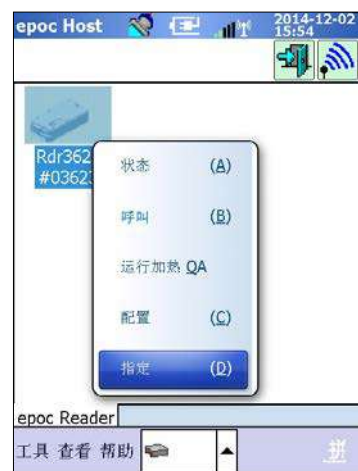 epoc Host
2014-12-02
15:54
Rdr362
#0362
状态 (A)
呼叫 (B)
运行加热 QA
配置 (C)
指定 (D)
epoc Reader
工具 查看 帮助
拼